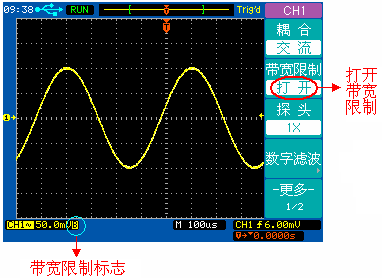 09:38 RUN Trig'd CH1
T
耦合
交流
带宽限制
打开
探头
1X
数字滤波
-更多-
1/2
打开
带宽
限制
1
CH1~ 50.0mVB M 100us CH1 f 6.00mV
T→▼0.0000s
带宽限制标志